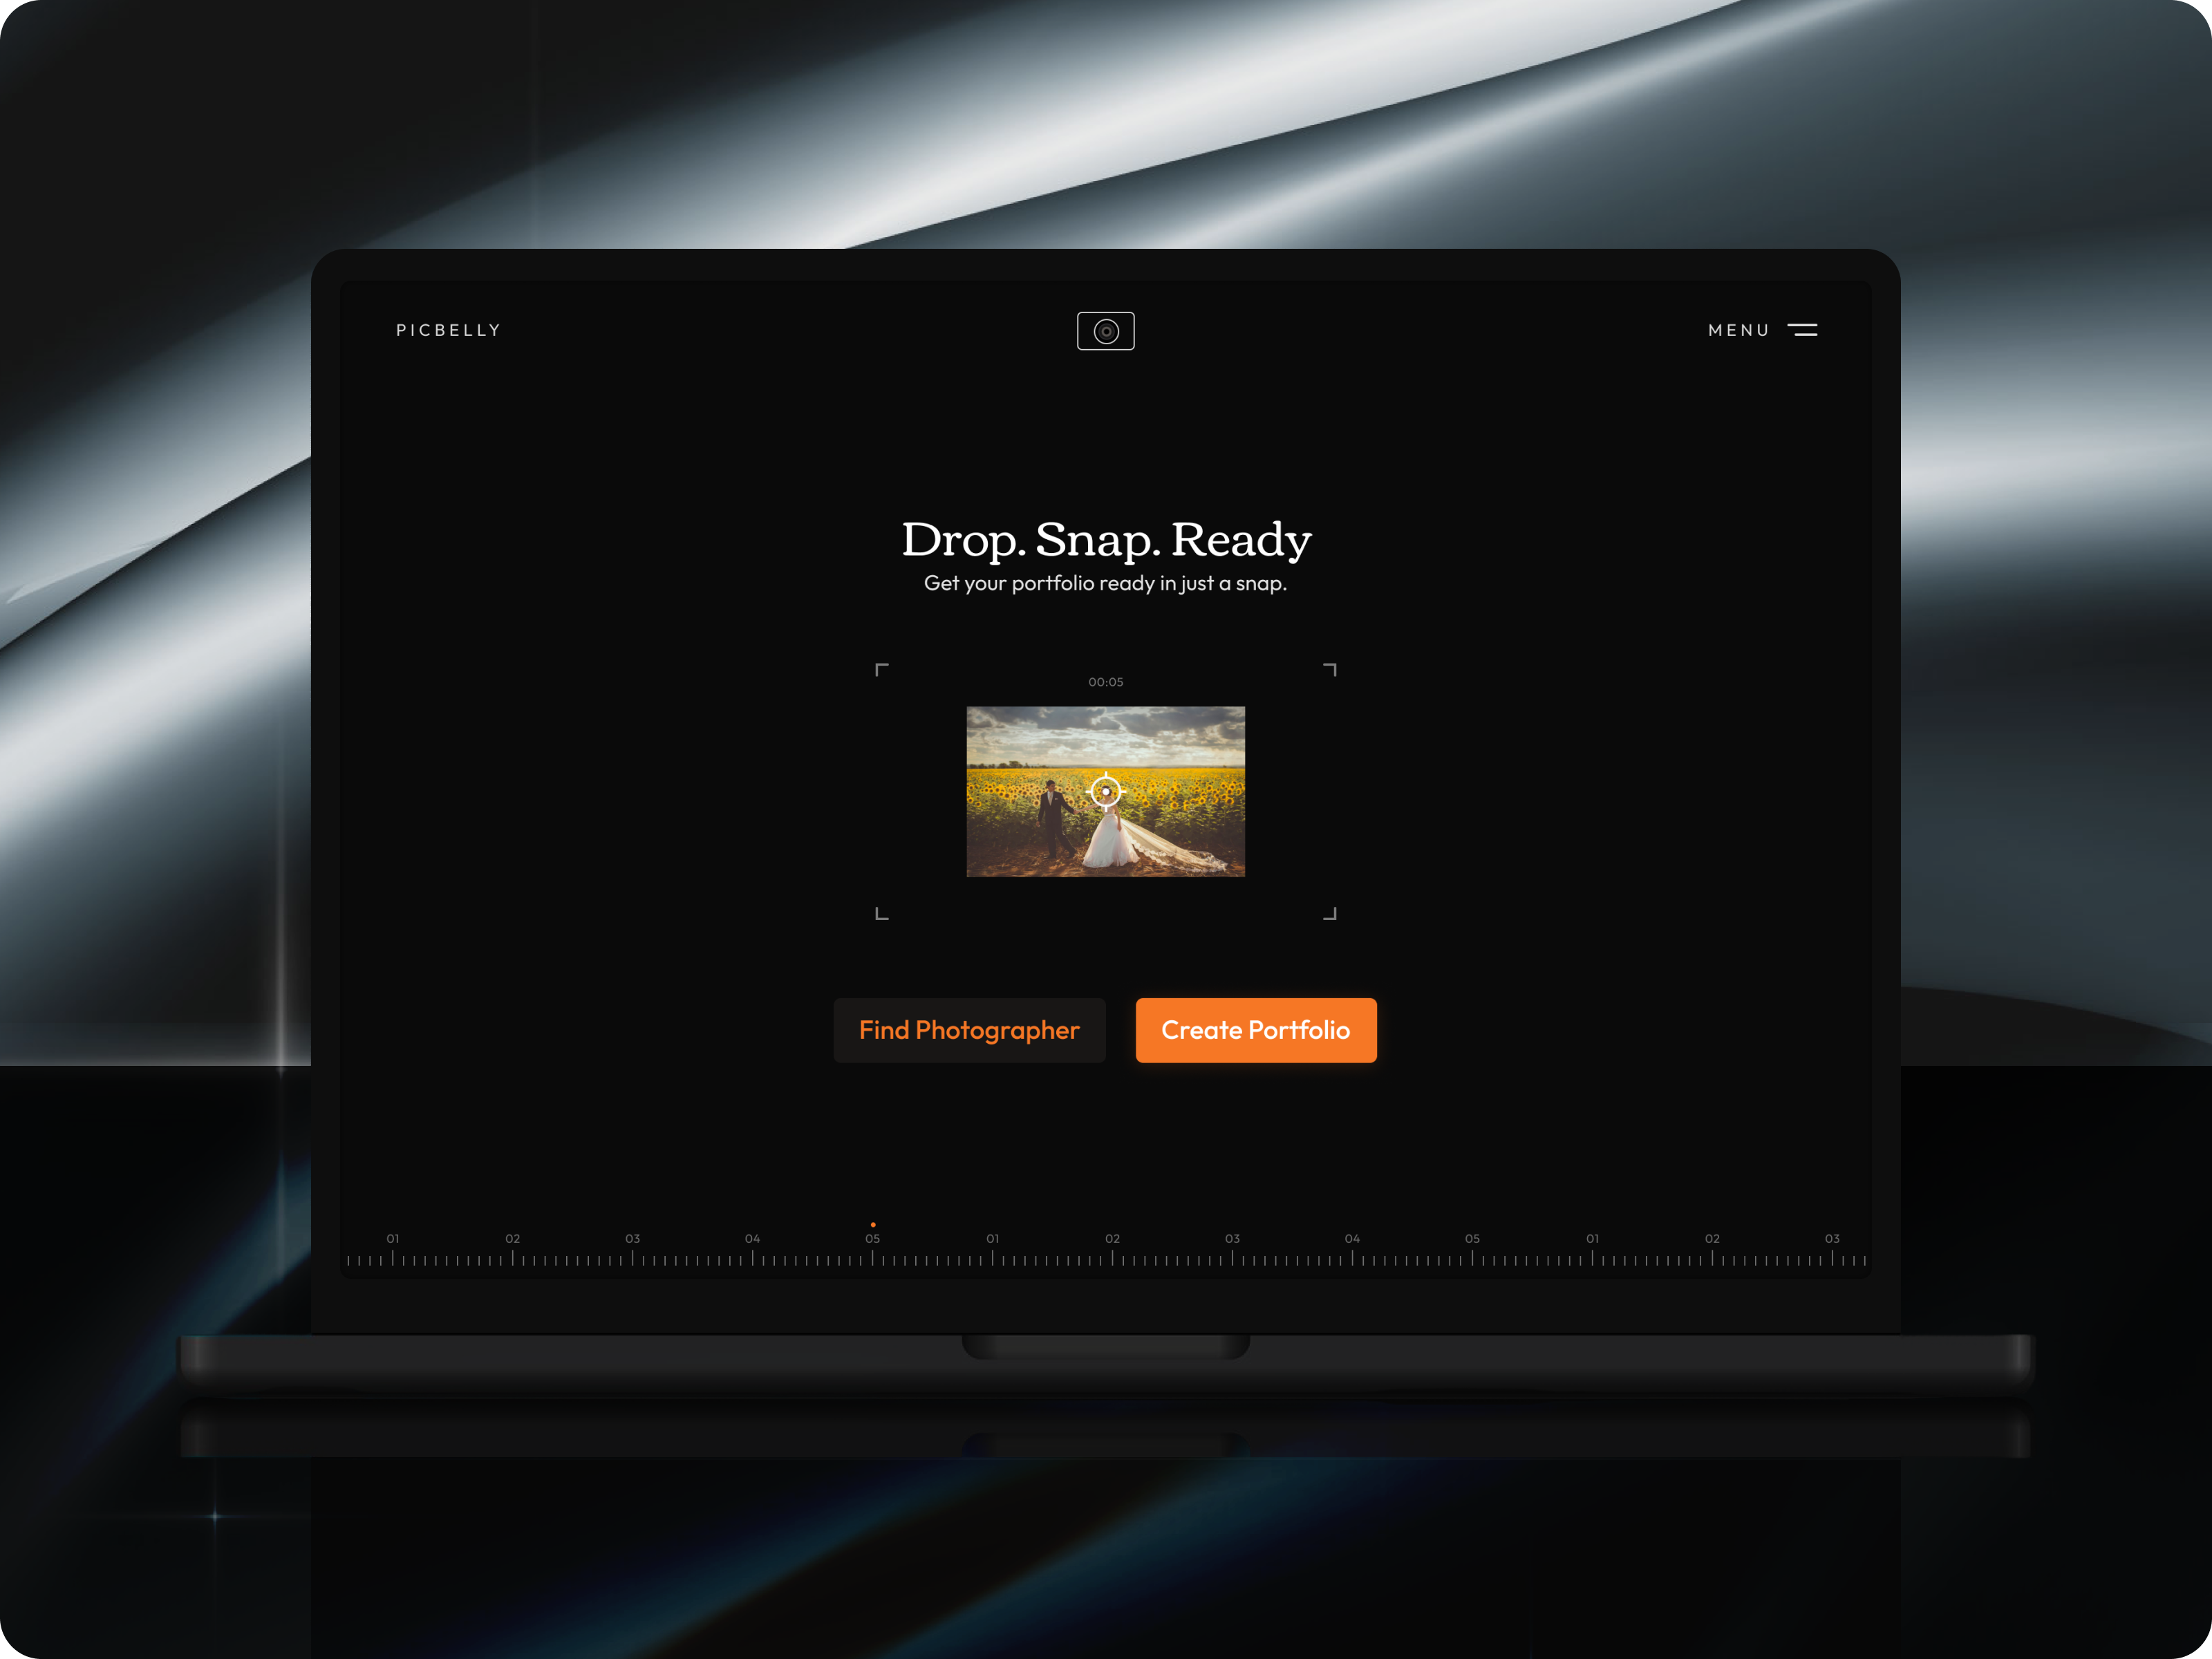 PICBELLY
MENU
Drop. Snap. Ready
Get your portfolio ready in just a snap.
00:05
Find Photographer
Create Portfolio
01 02 03 04 05 01 02 03 04 05 01 02 03